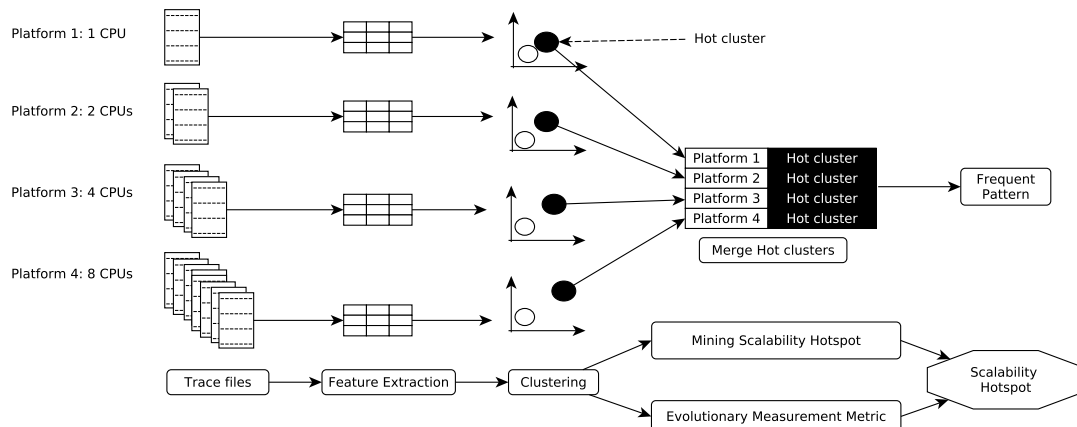 Platform 1: 1 CPU
Hot cluster
Platform 2: 2 CPUs
Platform 3: 4 CPUs
Platform 4: 8 CPUs
Platform 1 Hot cluster
Platform 2 Hot cluster
Platform 3 Hot cluster
Platform 4 Hot cluster
Merge Hot clusters
Frequent
Pattern
Trace files
Feature Extraction
Clustering
Mining Scalability Hotspot
Evolutionary Measurement Metric
Scalability
Hotspot